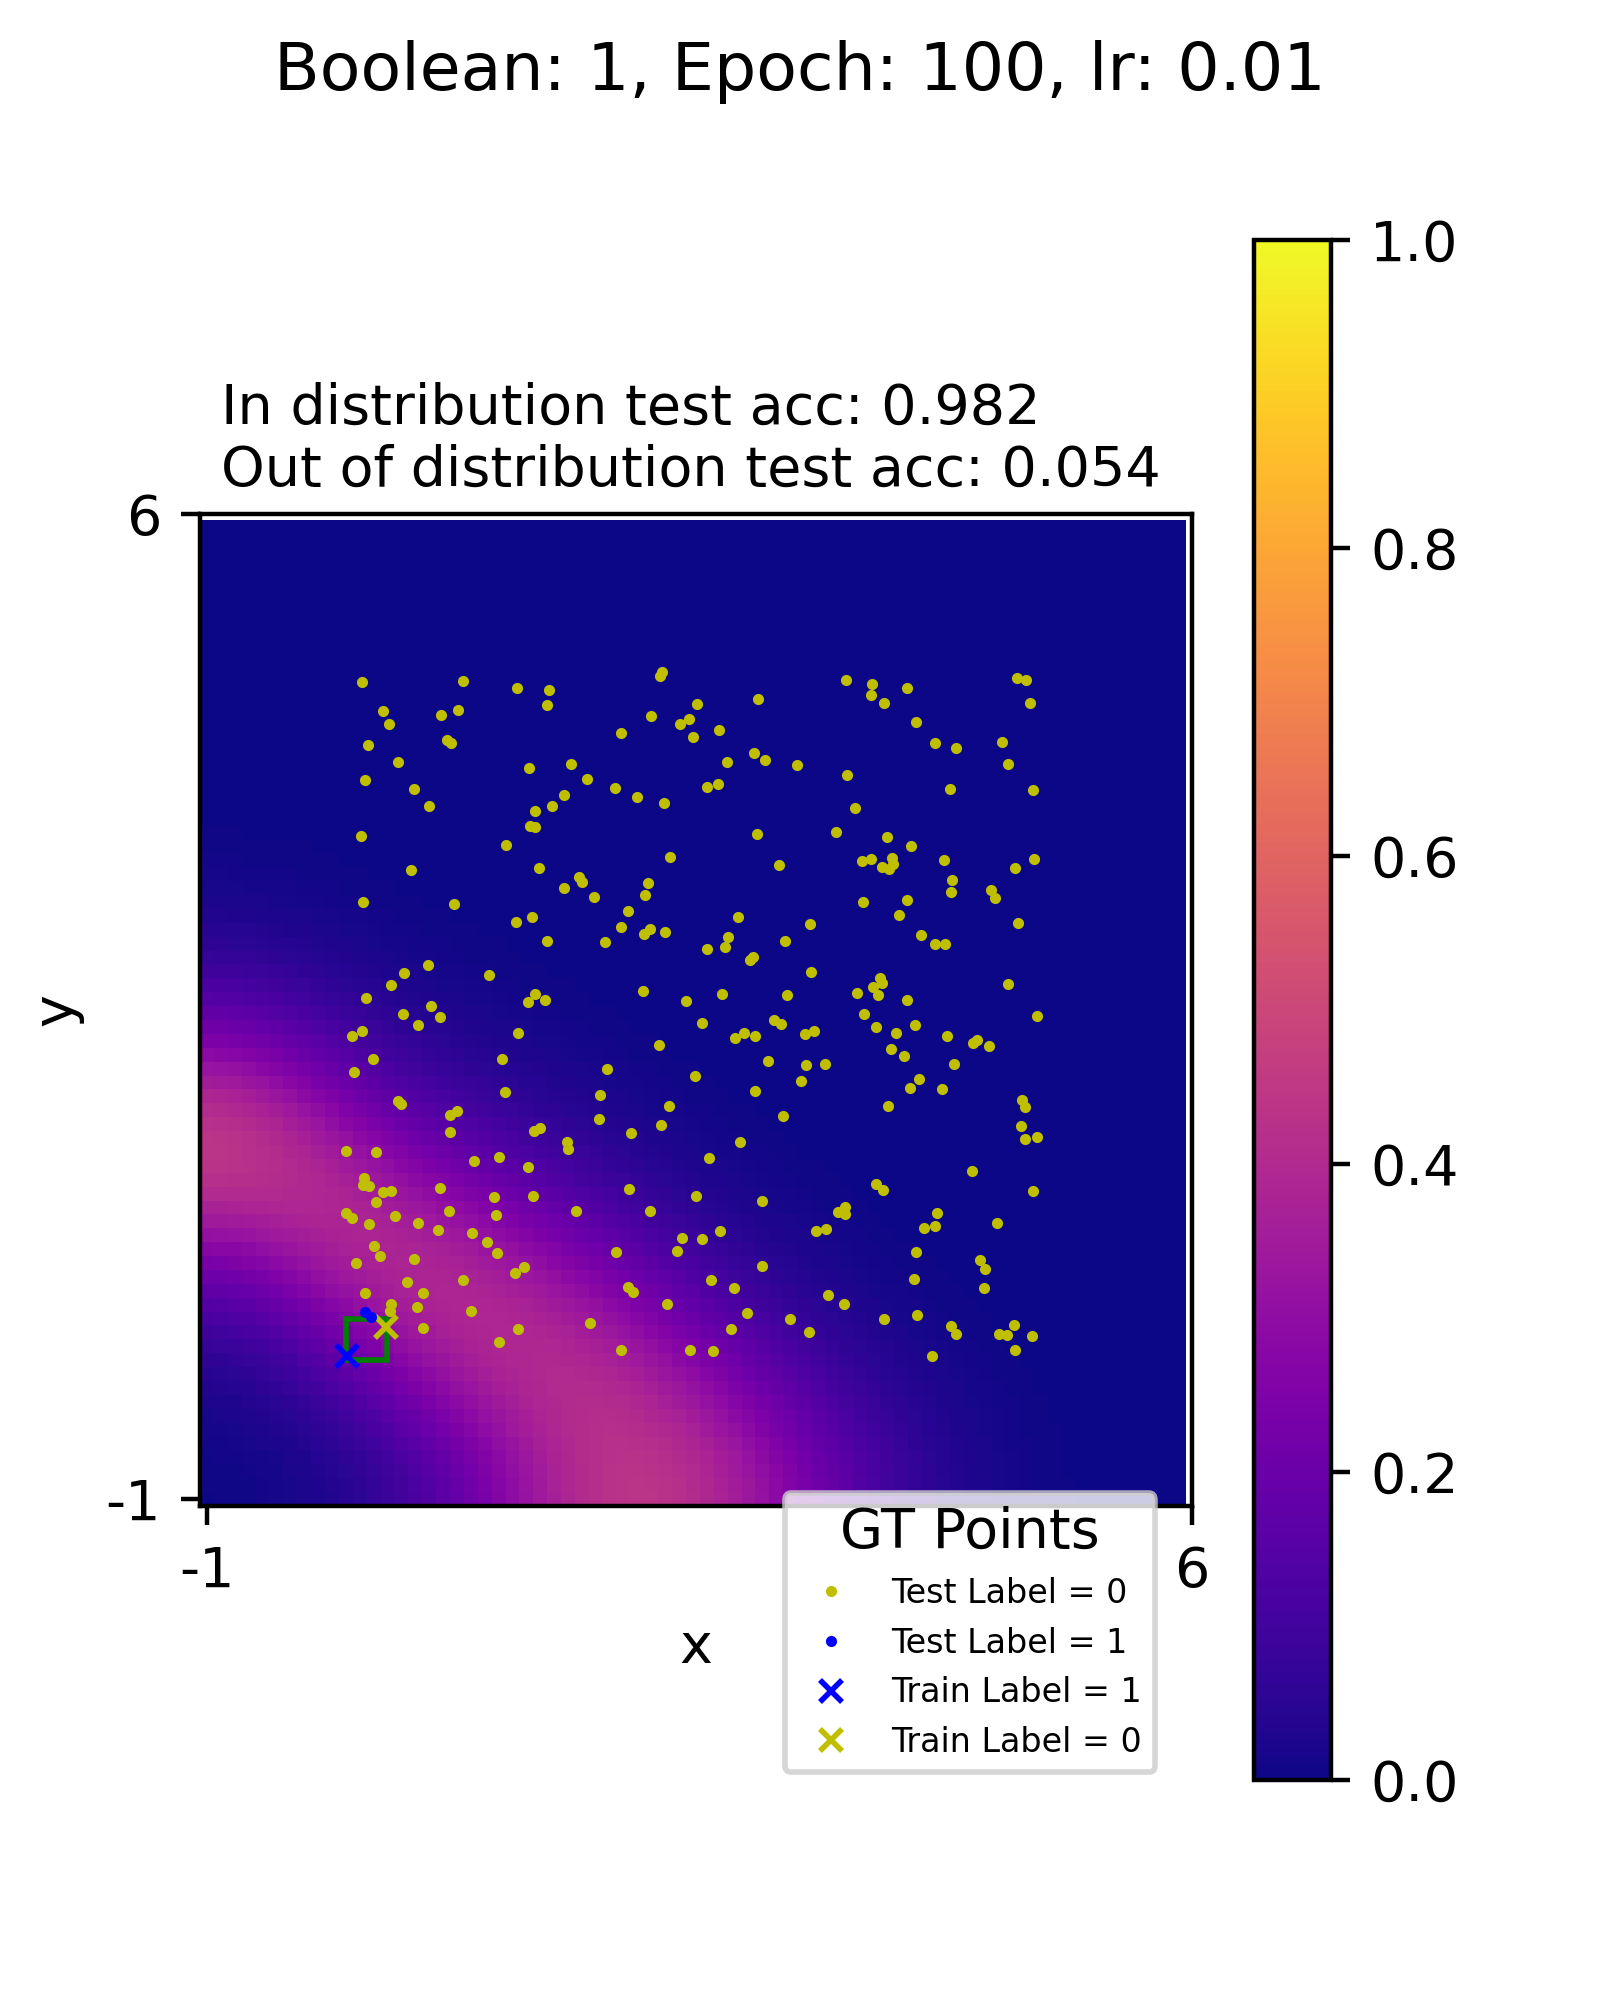 Boolean: 1, Epoch: 100, lr: 0.01
In distribution test acc: 0.982
Out of distribution test acc: 0.054
6
y
-1
-1
6
x
GT Points
Test Label = 0
Test Label = 1
Train Label = 1
Train Label = 0
1.0
0.8
0.6
0.4
0.2
0.0